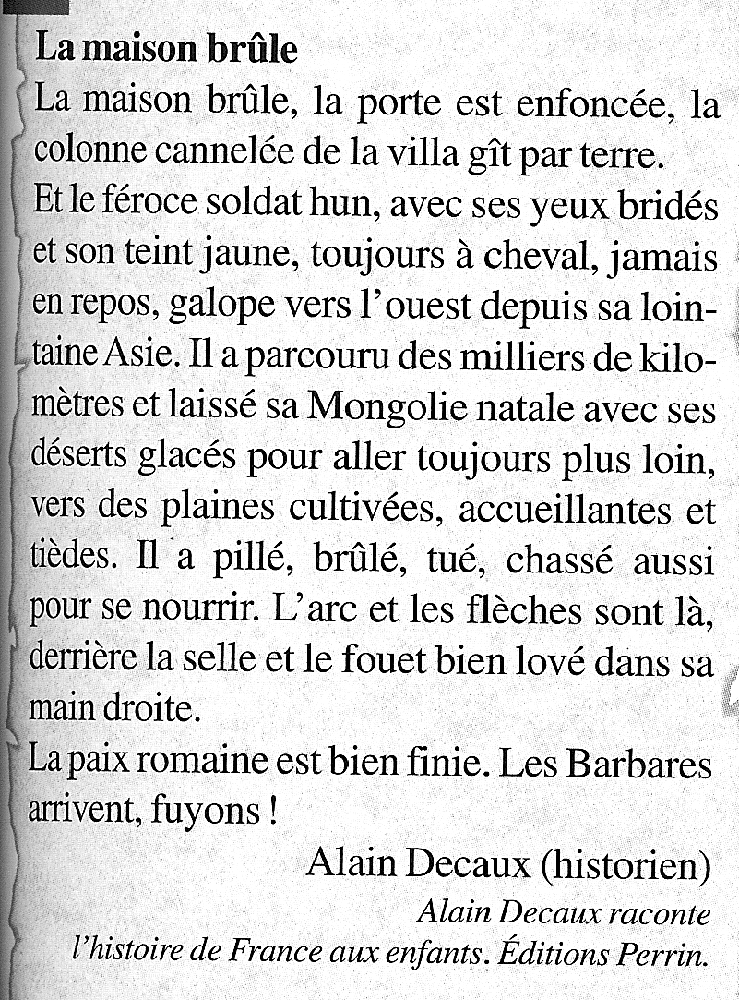 La maison brûle
La maison brûle, la porte est enfoncée, la
colonne cannelée de la villa gît par terre.
Et le féroce soldat hun, avec ses yeux bridés
et son teint jaune, toujours à cheval, jamais
en repos, galope vers l'ouest depuis sa loin-
taine Asie. Il a parcouru des milliers de kilo-
mètres et laissé sa Mongolie natale avec ses
déserts glacés pour aller toujours plus loin,
vers des plaines cultivées, accueillantes et
tièdes. Il a pillé, brûlé, tué, chassé aussi
pour se nourrir. L'arc et les flèches sont là,
derrière la selle et le fouet bien lové dans sa
main droite.
La paix romaine est bien finie. Les Barbares
arrivent, fuyons !
Alain Decaux (historien)
Alain Decaux raconte
l'histoire de France aux enfants. Éditions Perrin.